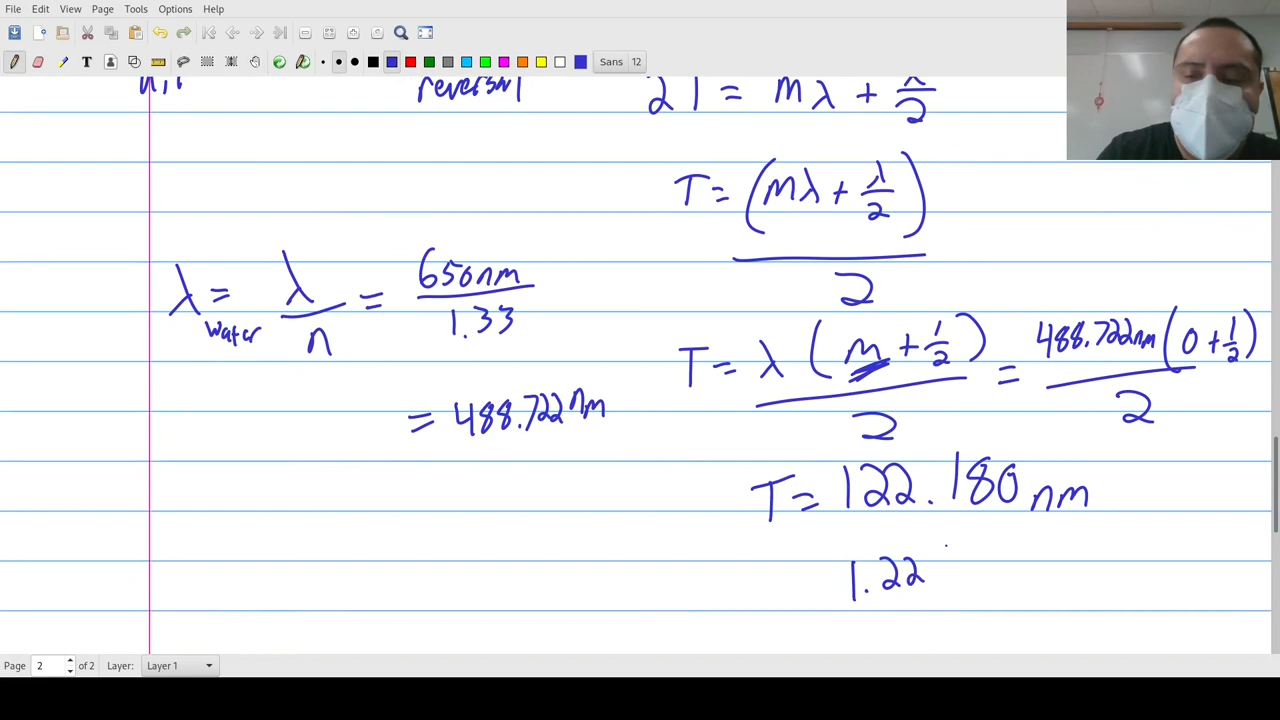 File Edit View Page Tools Options Help
T Sans 12
reversal
2T = mλ + λ/2
T = (mλ + λ/2) / 2
λwater = λ/n = 650nm/1.33
= 488.722nm
T = λ(m + 1/2) / 2 = 488.722nm(0 + 1/2) / 2
T = 122.180 nm
1.22
Page 2 of 2 Layer: Layer 1